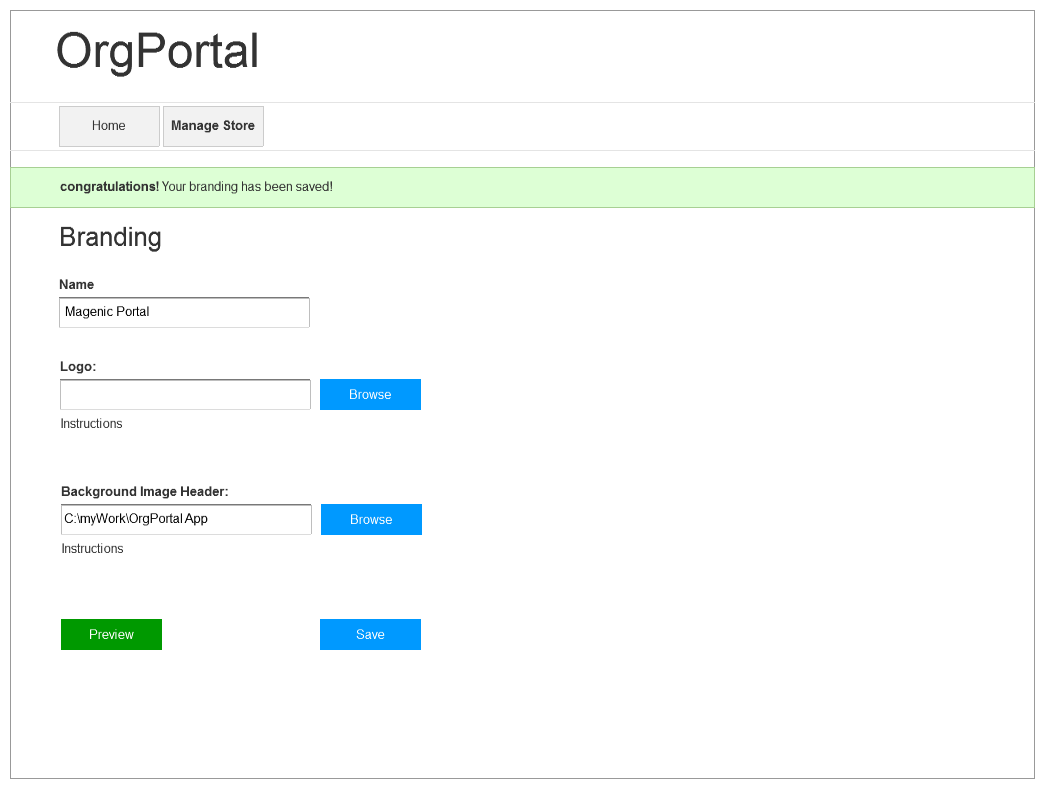 OrgPortal
Home
Manage Store
congratulations! Your branding has been saved!
Branding
Name
Magenic Portal
Logo:
Browse
Instructions
Background Image Header:
C:\myWork\OrgPortal App
Browse
Instructions
Preview
Save